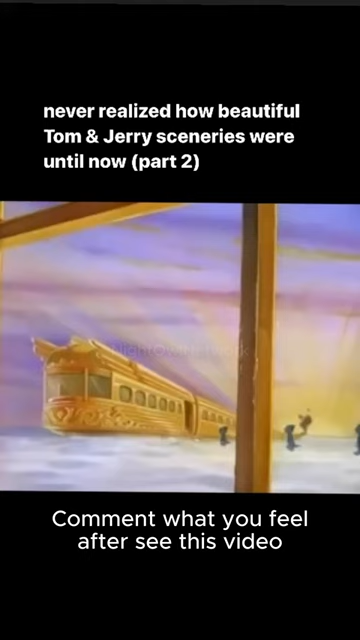 never realized how beautiful
Tom & Jerry sceneries were
until now (part 2)
Comment what you feel
after see this video